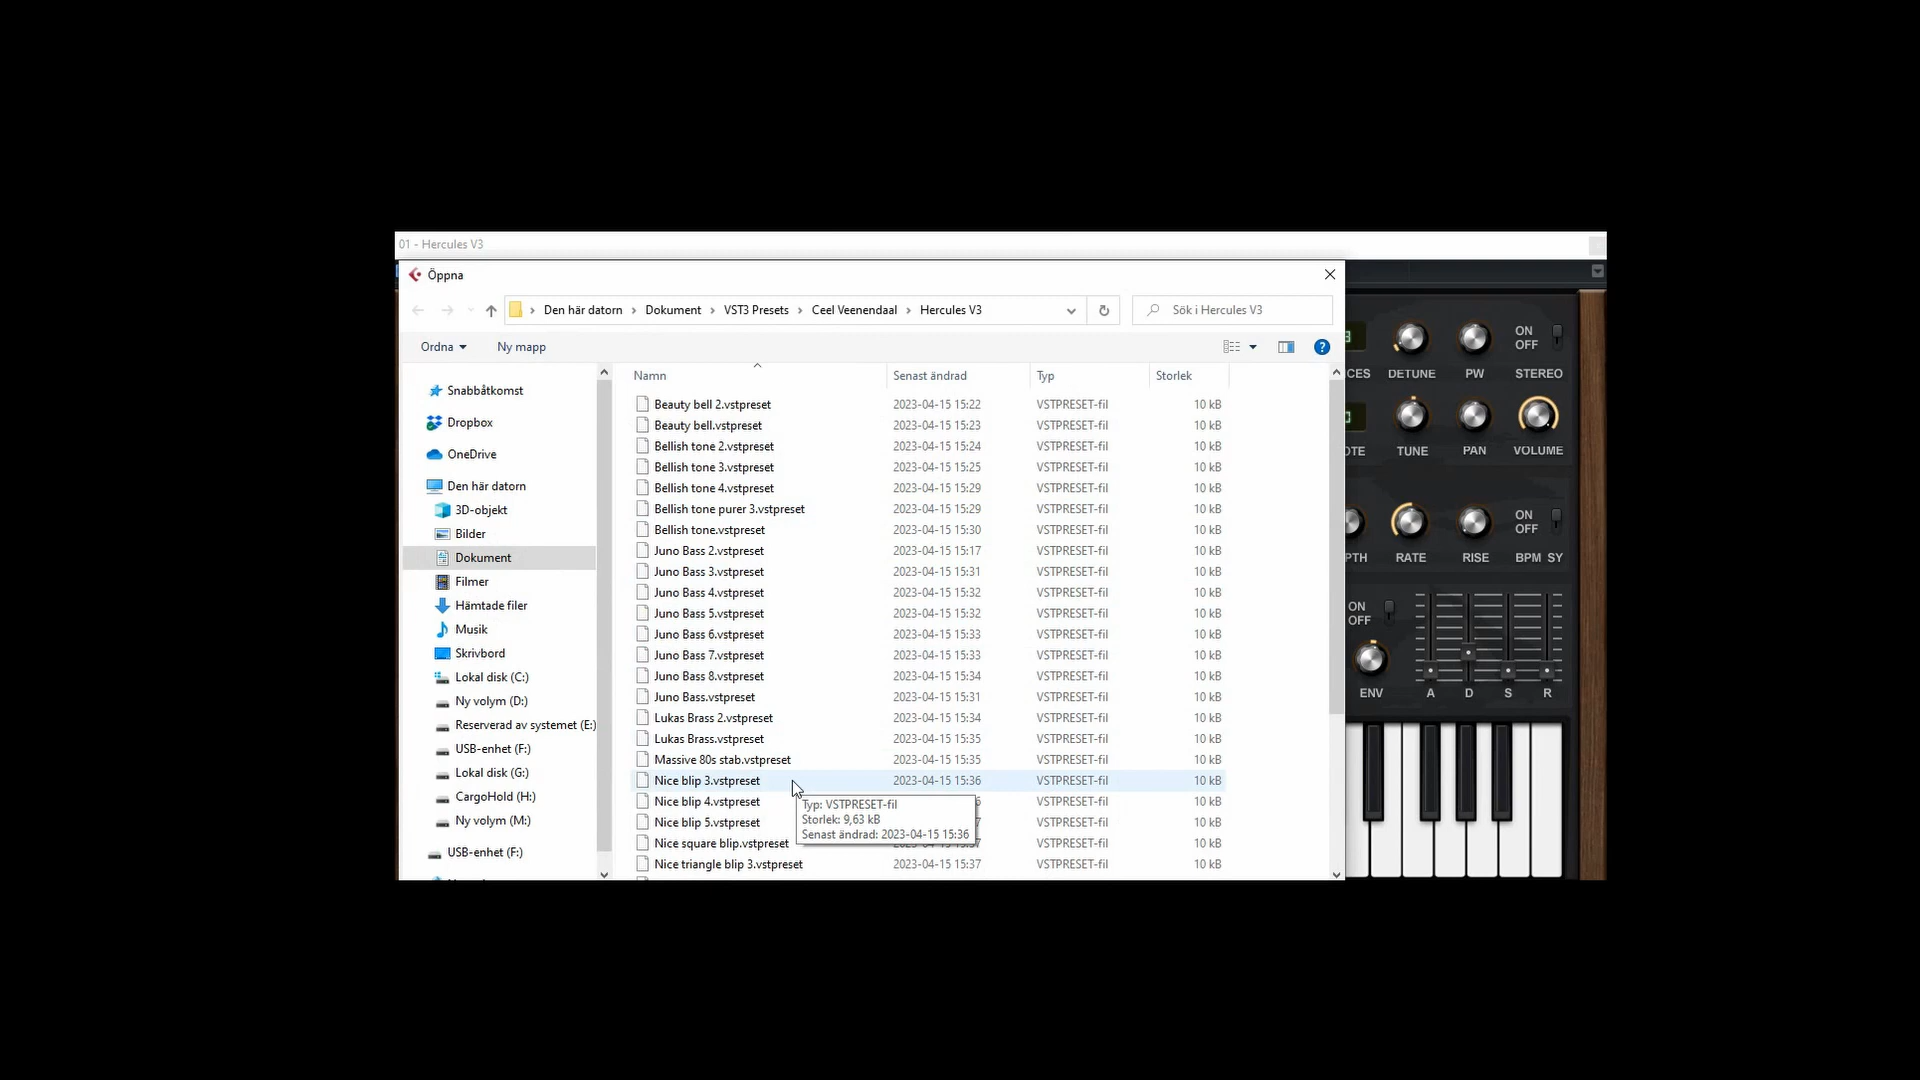 01 - Hercules V3
Öppna
Den här datorn > Dokument > VST3 Presets > Ceel Veenendaal > Hercules V3
Sök i Hercules V3
Ordna
Ny mapp
Snabbåtkomst
Dropbox
OneDrive
Den här datorn
3D-objekt
Bilder
Dokument
Filmer
Hämtade filer
Musik
Skrivbord
Lokal disk (C:)
Ny volym (D:)
Reserverad av systemet (E:)
USB-enhet (F:)
Lokal disk (G:)
CargoHold (H:)
Ny volym (M:)
USB-enhet (F:)
Namn Senast ändrad Typ Storlek
Beauty bell 2.vstpreset 2023-04-15 15:22 VSTPRESET-fil 10 kB
Beauty bell.vstpreset 2023-04-15 15:23 VSTPRESET-fil 10 kB
Bellish tone 2.vstpreset 2023-04-15 15:24 VSTPRESET-fil 10 kB
Bellish tone 3.vstpreset 2023-04-15 15:25 VSTPRESET-fil 10 kB
Bellish tone 4.vstpreset 2023-04-15 15:29 VSTPRESET-fil 10 kB
Bellish tone purer 3.vstpreset 2023-04-15 15:29 VSTPRESET-fil 10 kB
Bellish tone.vstpreset 2023-04-15 15:30 VSTPRESET-fil 10 kB
Juno Bass 2.vstpreset 2023-04-15 15:17 VSTPRESET-fil 10 kB
Juno Bass 3.vstpreset 2023-04-15 15:31 VSTPRESET-fil 10 kB
Juno Bass 4.vstpreset 2023-04-15 15:32 VSTPRESET-fil 10 kB
Juno Bass 5.vstpreset 2023-04-15 15:32 VSTPRESET-fil 10 kB
Juno Bass 6.vstpreset 2023-04-15 15:33 VSTPRESET-fil 10 kB
Juno Bass 7.vstpreset 2023-04-15 15:33 VSTPRESET-fil 10 kB
Juno Bass 8.vstpreset 2023-04-15 15:34 VSTPRESET-fil 10 kB
Juno Bass.vstpreset 2023-04-15 15:31 VSTPRESET-fil 10 kB
Lukas Brass 2.vstpreset 2023-04-15 15:34 VSTPRESET-fil 10 kB
Lukas Brass.vstpreset 2023-04-15 15:35 VSTPRESET-fil 10 kB
Massive 80s stab.vstpreset 2023-04-15 15:35 VSTPRESET-fil 10 kB
Nice blip 3.vstpreset 2023-04-15 15:36 VSTPRESET-fil 10 kB
Nice blip 4.vstpreset VSTPRESET-fil 10 kB
Nice blip 5.vstpreset VSTPRESET-fil 10 kB
Nice square blip.vstpreset VSTPRESET-fil 10 kB
Nice triangle blip 3.vstpreset 2023-04-15 15:37 VSTPRESET-fil 10 kB
Typ: VSTPRESET-fil
Storlek: 9,63 kB
Senast ändrad: 2023-04-15 15:36
ON
OFF
CES DETUNE PW STEREO
OTE TUNE PAN VOLUME
ON
OFF
PTH RATE RISE BPM SY
ON
OFF
ENV A D S R